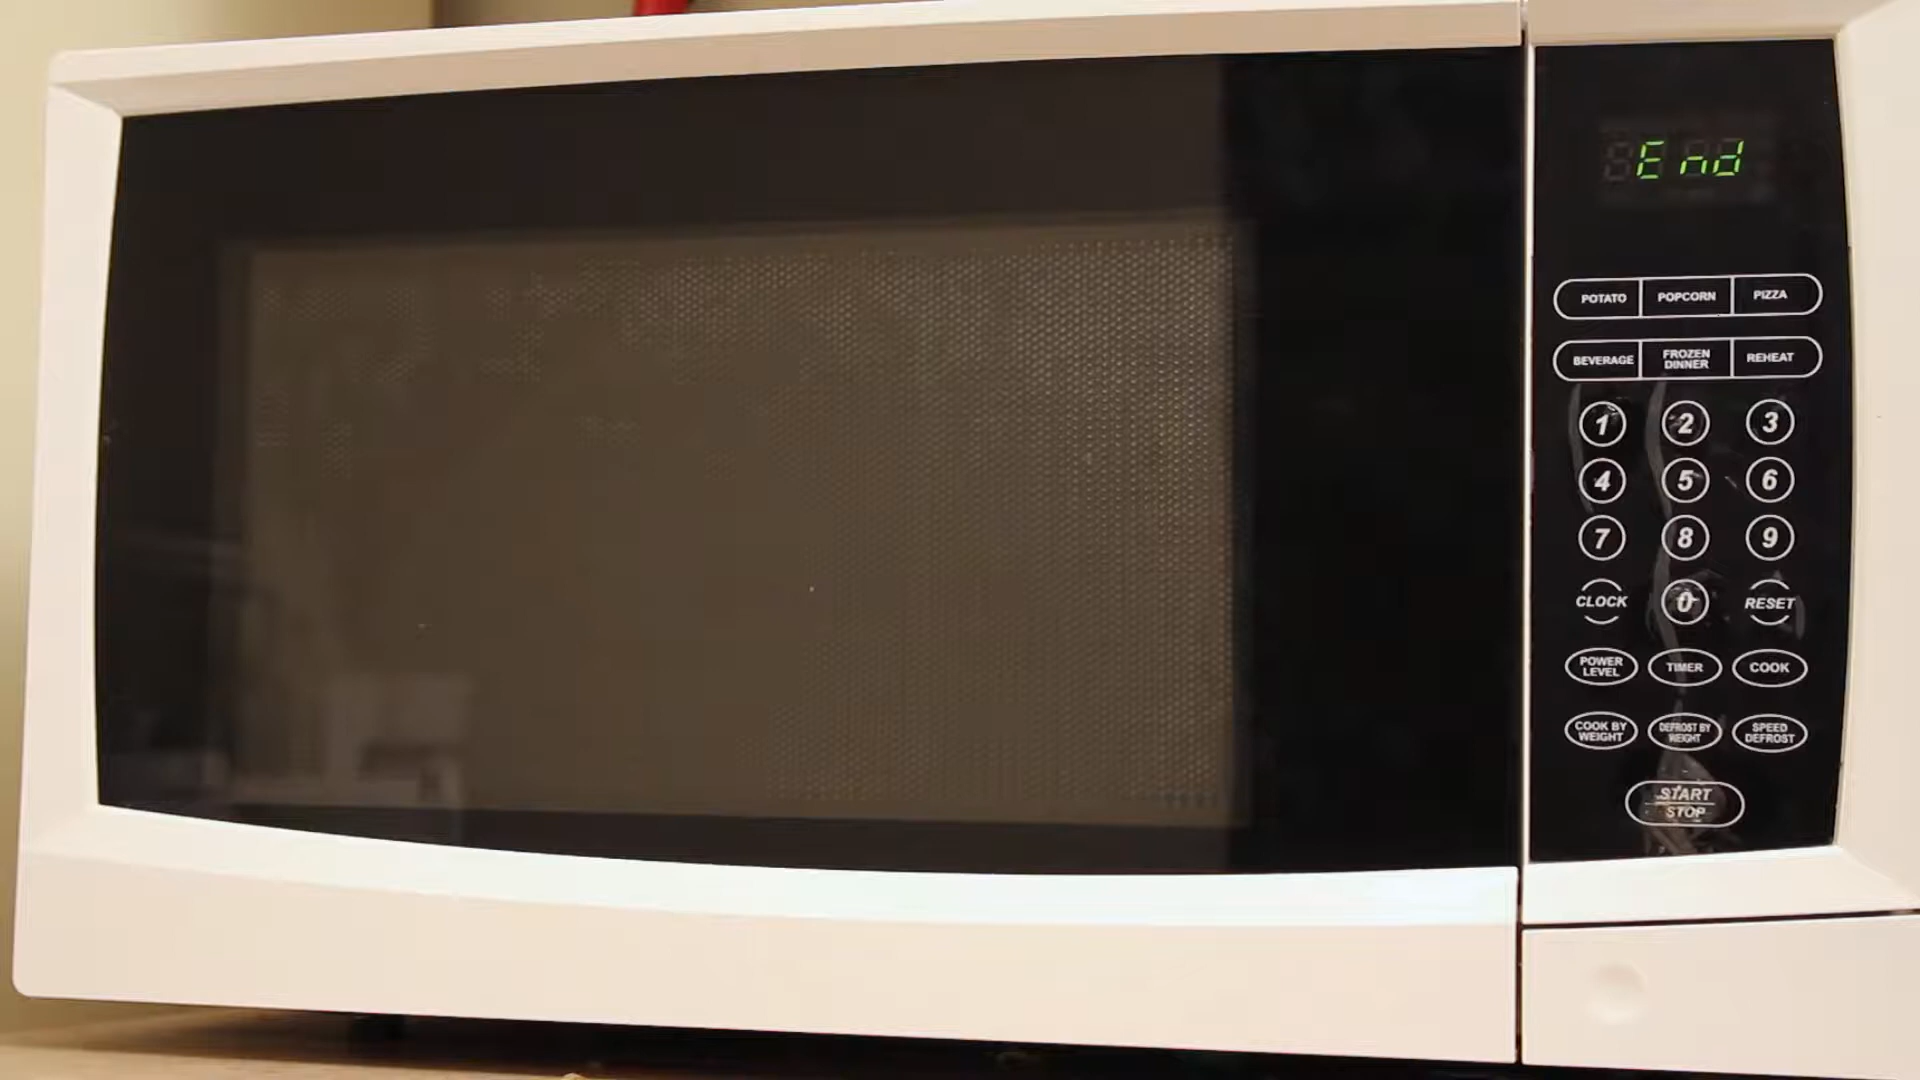 End
POTATO POPCORN PIZZA
BEVERAGE FROZEN DINNER REHEAT
1 2 3
4 5 6
7 8 9
CLOCK 0 RESET
POWER LEVEL TIMER COOK
COOK BY WEIGHT DEFROST BY WEIGHT SPEED DEFROST
START
STOP